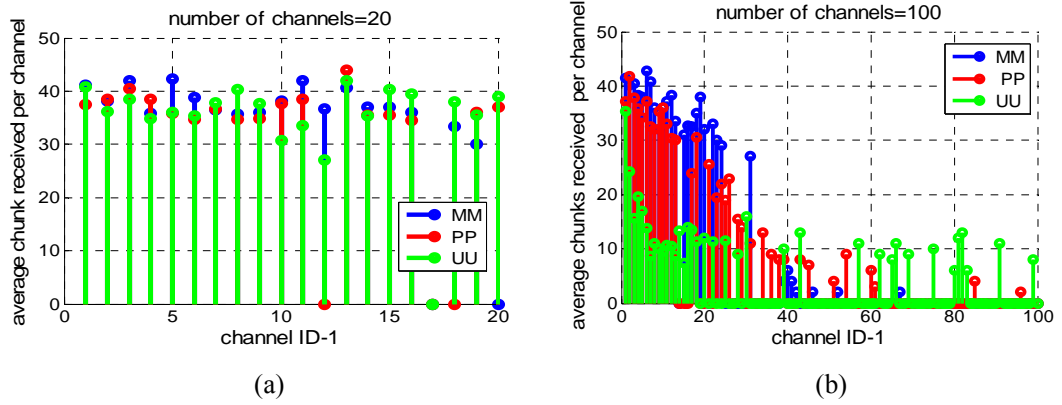 number of channels=20
average chunk received per channel
50
40
30
20
10
0
0
5
10
15
20
MM
PP
UU
channel ID-1
(a)
number of channels=100
average chunks received per channel
50
40
30
20
10
0
0
20
40
60
80
100
MM
PP
UU
channel ID-1
(b)